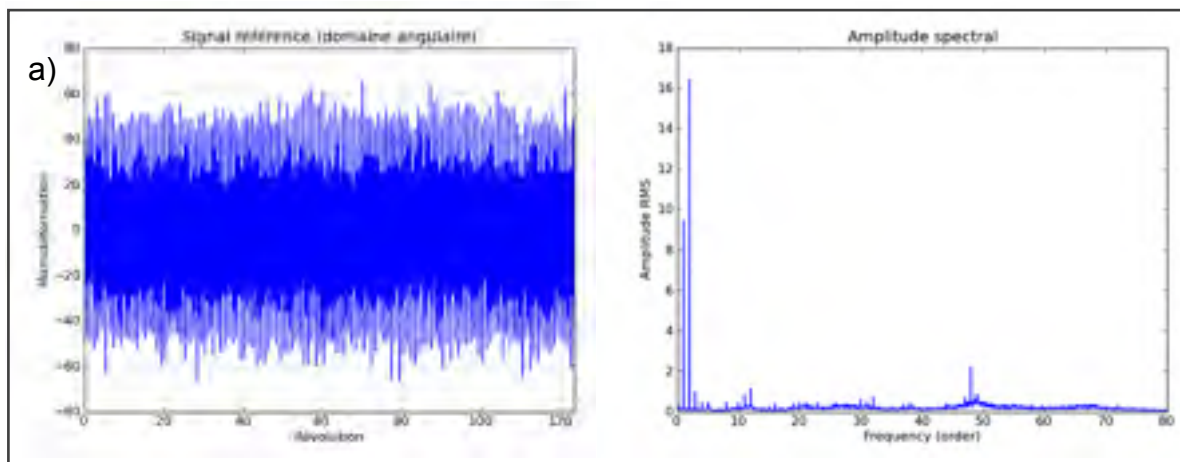 a)
Signal référence (domaine angulaire)
80
60
40
20
0
−20
−40
−60
−80
0 20 40 60 80 100 120
Révolution
Amplitude spectral
Amplitude RMS
18
16
14
12
10
8
6
4
2
0
0 10 20 30 40 50 60 70 80
Frequency (order)